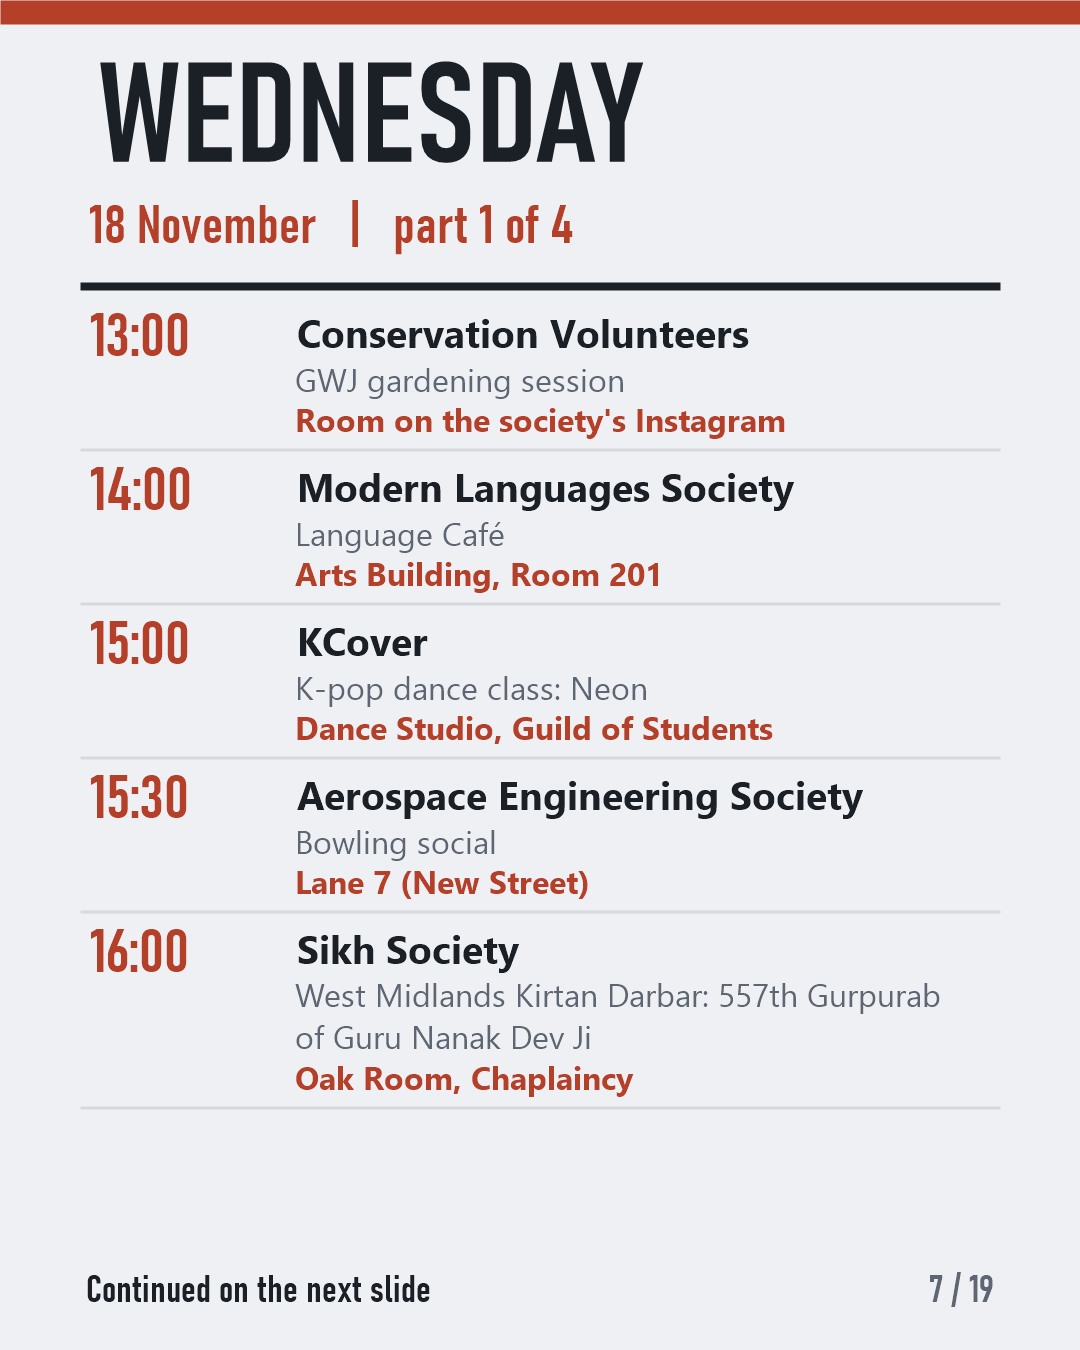 WEDNESDAY
18 November | part 1 of 4
13:00 Conservation Volunteers
GWJ gardening session
Room on the society's Instagram
14:00 Modern Languages Society
Language Café
Arts Building, Room 201
15:00 KCover
K-pop dance class: Neon
Dance Studio, Guild of Students
15:30 Aerospace Engineering Society
Bowling social
Lane 7 (New Street)
16:00 Sikh Society
West Midlands Kirtan Darbar: 557th Gurpurab
of Guru Nanak Dev Ji
Oak Room, Chaplaincy
Continued on the next slide 7 / 19